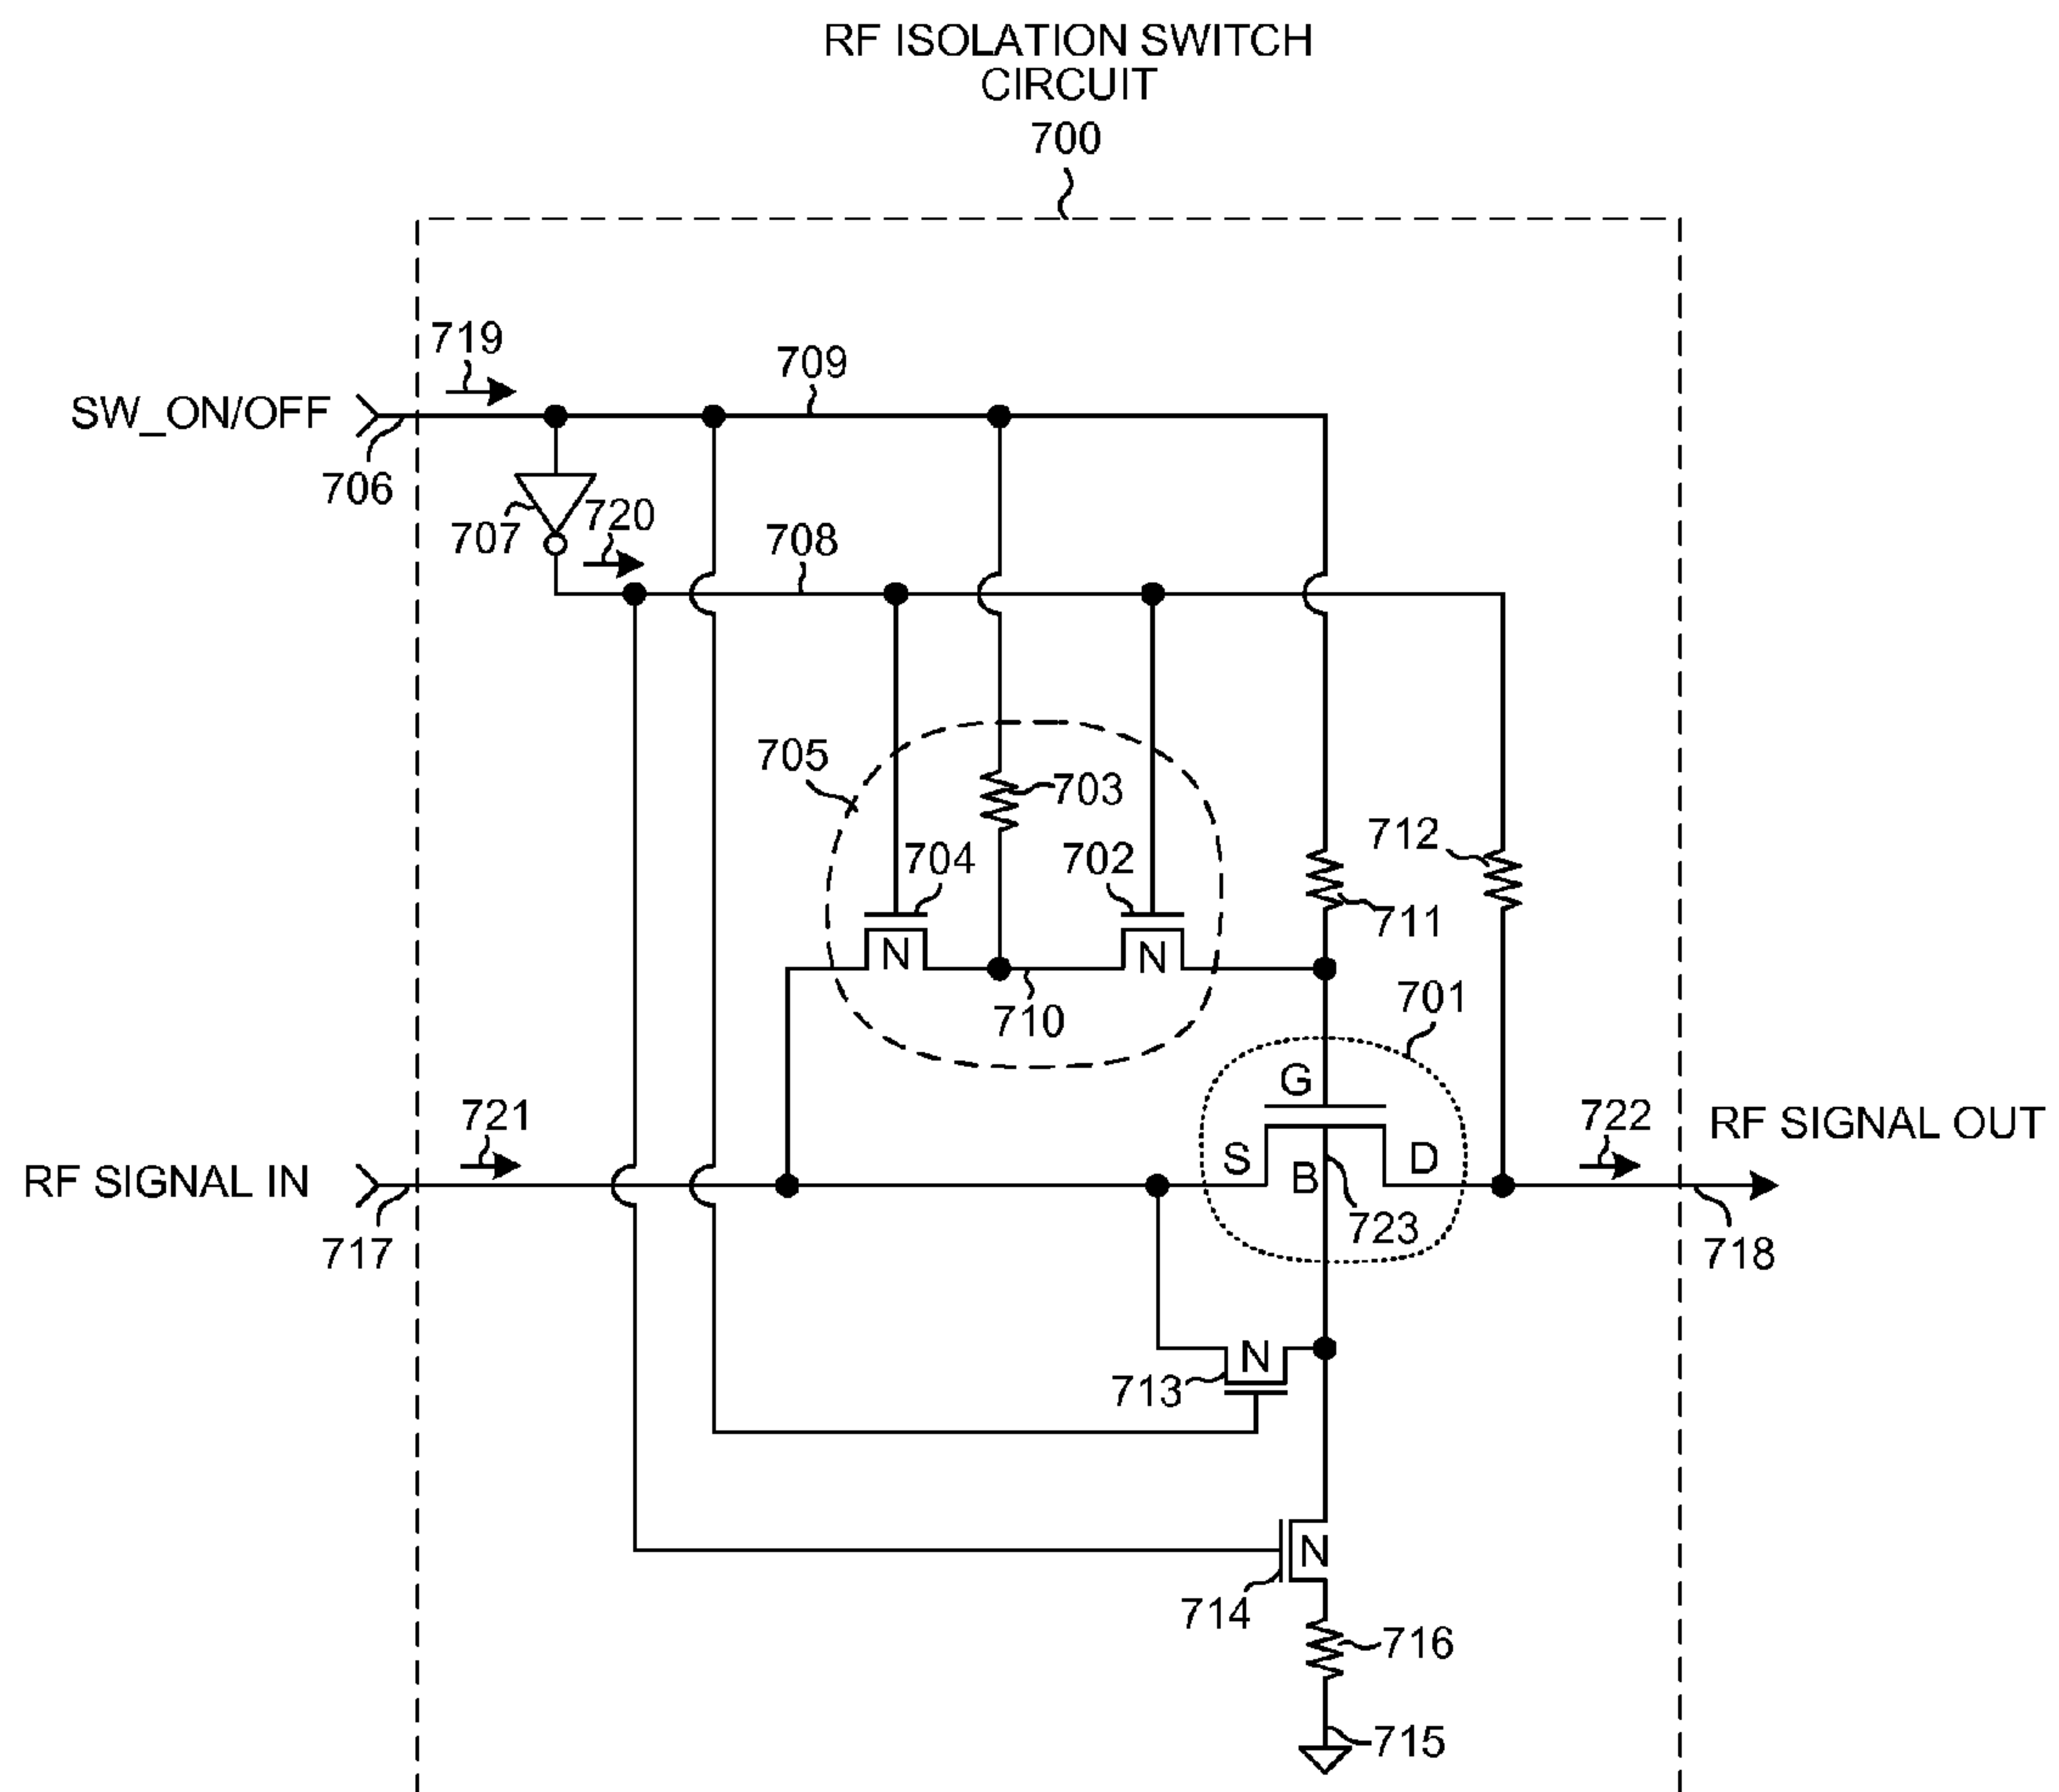 RF ISOLATION SWITCH
CIRCUIT
700
719
709
SW_ON/OFF
706
707
720
708
705
703
704
702
712
711
710
701
G
N
N
721
722
RF SIGNAL OUT
RF SIGNAL IN
S
B
D
717
723
718
N
713
N
714
716
715